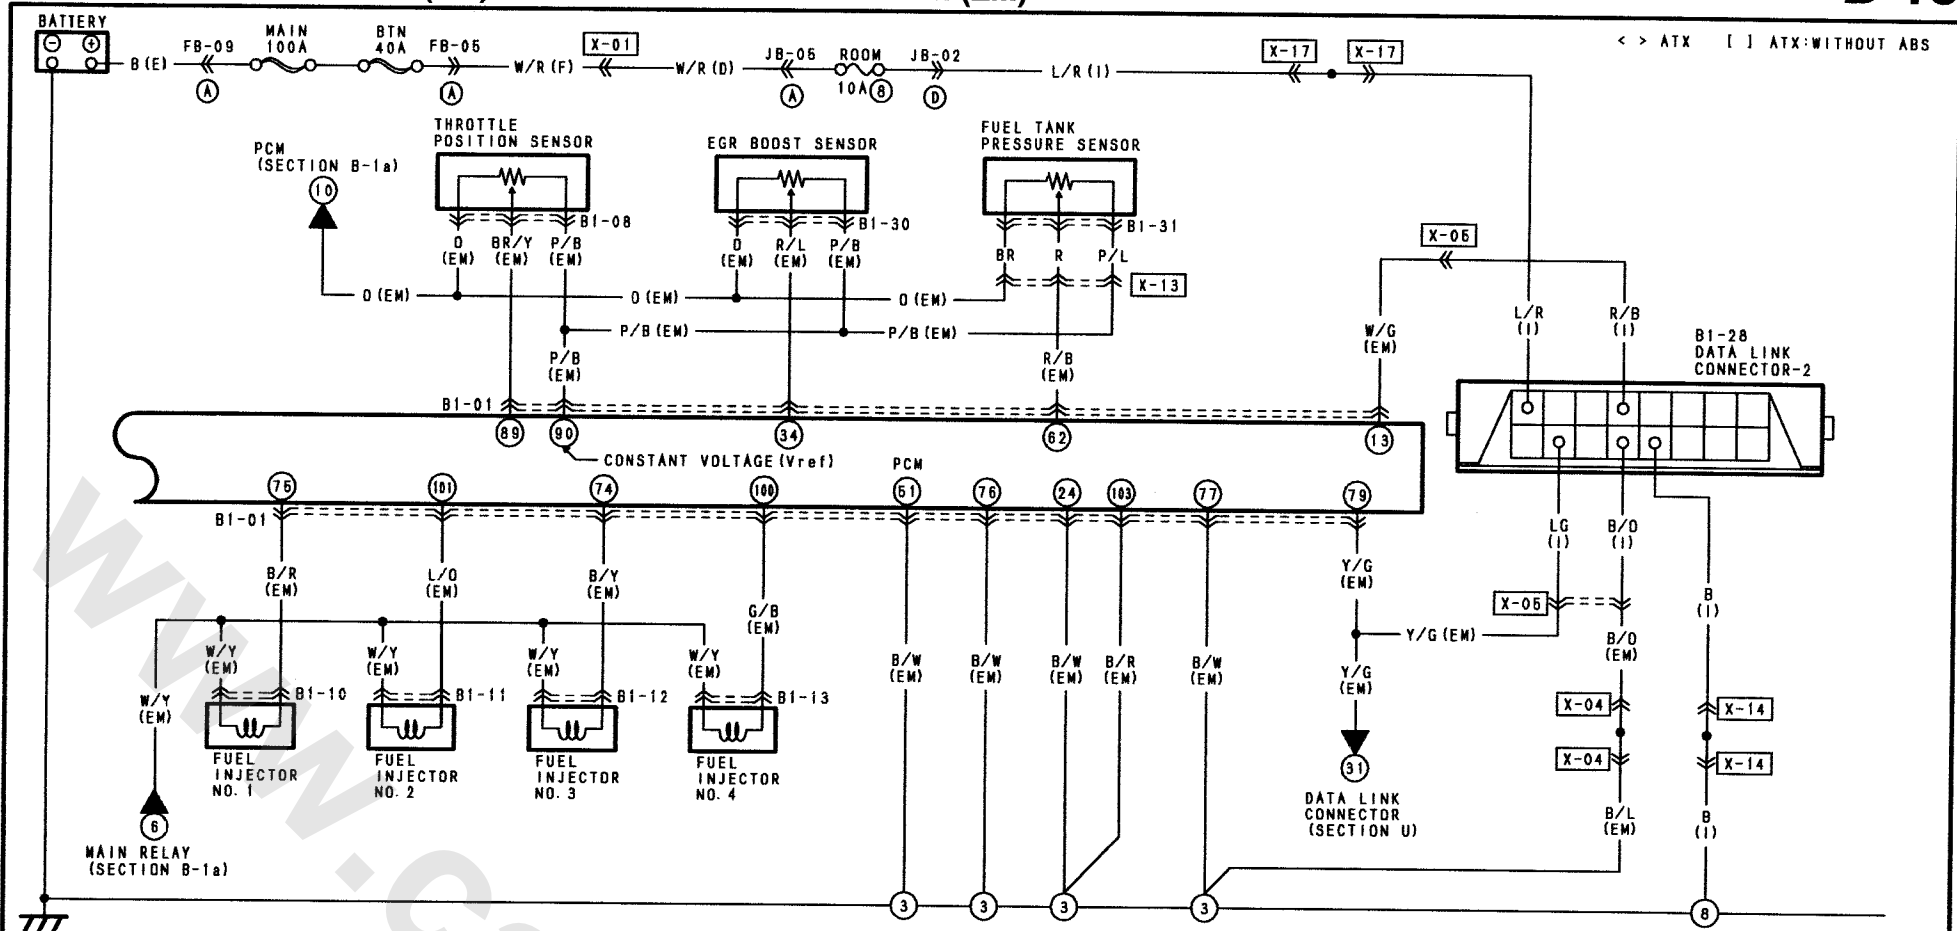 (EM)
BATTERY
B(E)
FB-09
A
MAIN
100A
BTN
40A
FB-05
A
W/R(F)
X-01
W/R(D)
JB-05
A
ROOM
10A 8
JB-02
D
L/R(I)
X-17
X-17
< > ATX [ ] ATX:WITHOUT ABS
PCM
(SECTION B-1a)
10
THROTTLE
POSITION SENSOR
B1-08
O
(EM)
BR/Y
(EM)
P/B
(EM)
EGR BOOST SENSOR
B1-30
O
(EM)
R/L
(EM)
P/B
(EM)
FUEL TANK
PRESSURE SENSOR
B1-31
BR
R
P/L
X-13
O(EM)
O(EM)
O(EM)
P/B(EM)
P/B(EM)
P/B
(EM)
R/B
(EM)
X-05
W/G
(EM)
L/R
(I)
R/B
(I)
B1-28
DATA LINK
CONNECTOR-2
B1-01
89
90
34
62
13
CONSTANT VOLTAGE(Vref)
PCM
75
101
74
100
51
76
24
103
77
79
B1-01
B/R
(EM)
L/O
(EM)
B/Y
(EM)
G/B
(EM)
B/W
(EM)
B/W
(EM)
B/W
(EM)
B/R
(EM)
B/W
(EM)
Y/G
(EM)
Y/G(EM)
Y/G
(EM)
LG
(I)
B/O
(I)
X-05
B/O
(EM)
B
(I)
X-04
X-04
X-14
X-14
B/L
(EM)
B
(I)
W/Y
(EM)
W/Y
(EM)
W/Y
(EM)
W/Y
(EM)
W/Y
(EM)
B1-10
B1-11
B1-12
B1-13
FUEL
INJECTOR
NO.1
FUEL
INJECTOR
NO.2
FUEL
INJECTOR
NO.3
FUEL
INJECTOR
NO.4
6
MAIN RELAY
(SECTION B-1a)
31
DATA LINK
CONNECTOR
(SECTION U)
3
3
3
3
8
www.c